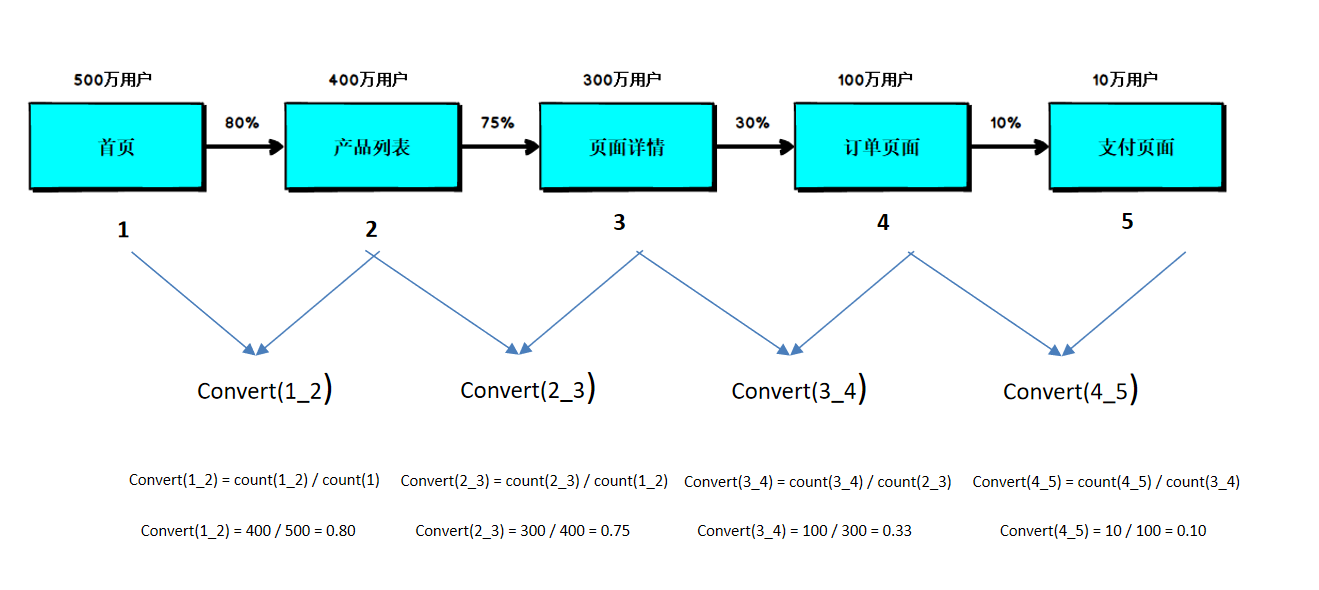 500万用户
400万用户
300万用户
100万用户
10万用户
首页
80%
产品列表
75%
页面详情
30%
订单页面
10%
支付页面
1
2
3
4
5
Convert(1_2)
Convert(2_3)
Convert(3_4)
Convert(4_5)
Convert(1_2) = count(1_2) / count(1)
Convert(2_3) = count(2_3) / count(1_2)
Convert(3_4) = count(3_4) / count(2_3)
Convert(4_5) = count(4_5) / count(3_4)
Convert(1_2) = 400 / 500 = 0.80
Convert(2_3) = 300 / 400 = 0.75
Convert(3_4) = 100 / 300 = 0.33
Convert(4_5) = 10 / 100 = 0.10